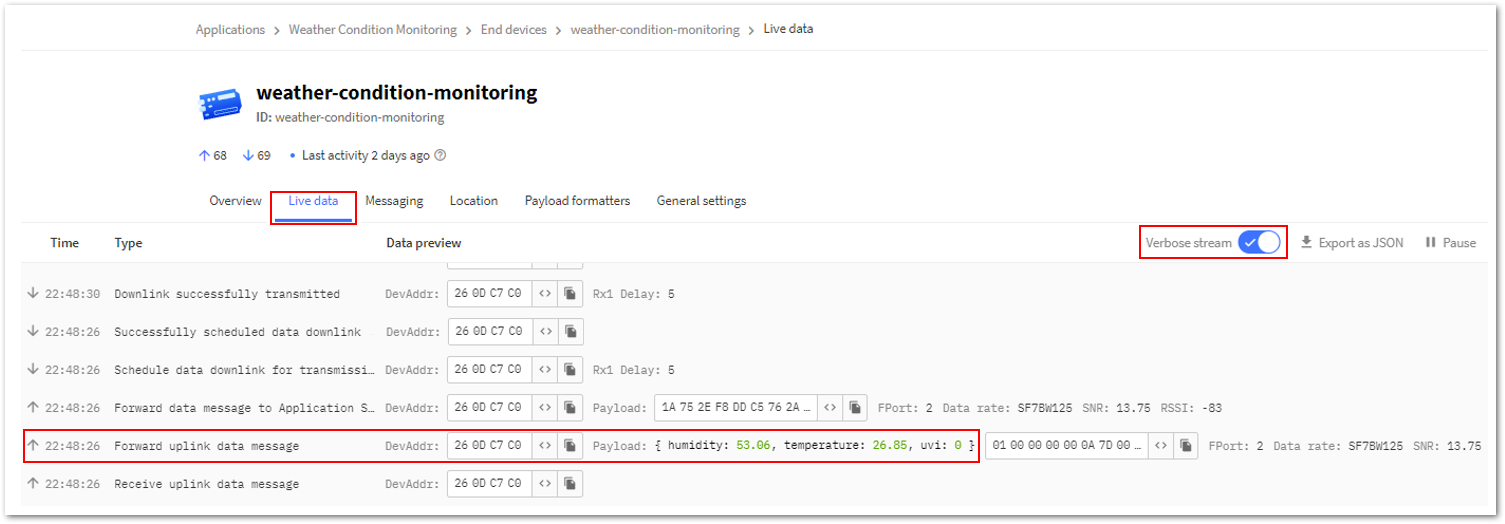 Applications > Weather Condition Monitoring > End devices > weather-condition-monitoring > Live data
weather-condition-monitoring
ID: weather-condition-monitoring
↑ 68 ↓ 69 • Last activity 2 days ago ?
Overview Live data Messaging Location Payload formatters General settings
Time Type Data preview Verbose stream Export as JSON Pause
↓ 22:48:30 Downlink successfully transmitted DevAddr: 26 0D C7 C0 <> Rx1 Delay: 5
↓ 22:48:26 Successfully scheduled data downlink DevAddr: 26 0D C7 C0 <>
↓ 22:48:26 Schedule data downlink for transmissi… DevAddr: 26 0D C7 C0 <> Rx1 Delay: 5
↑ 22:48:26 Forward data message to Application S… DevAddr: 26 0D C7 C0 <> Payload: 1A 75 2E F8 DD C5 76 2A … <> FPort: 2 Data rate: SF7BW125 SNR: 13.75 RSSI: -83
↑ 22:48:26 Forward uplink data message DevAddr: 26 0D C7 C0 <> Payload: { humidity: 53.06, temperature: 26.85, uvi: 0 } 01 00 00 00 00 0A 7D 00 … <> FPort: 2 Data rate: SF7BW125 SNR: 13.75
↑ 22:48:26 Receive uplink data message DevAddr: 26 0D C7 C0 <>